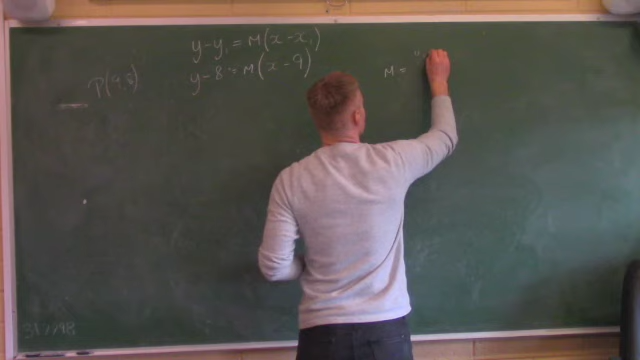 y-y₁ = M(x-x₁)
P(9,8)
y-8 = M(x-9)
M =